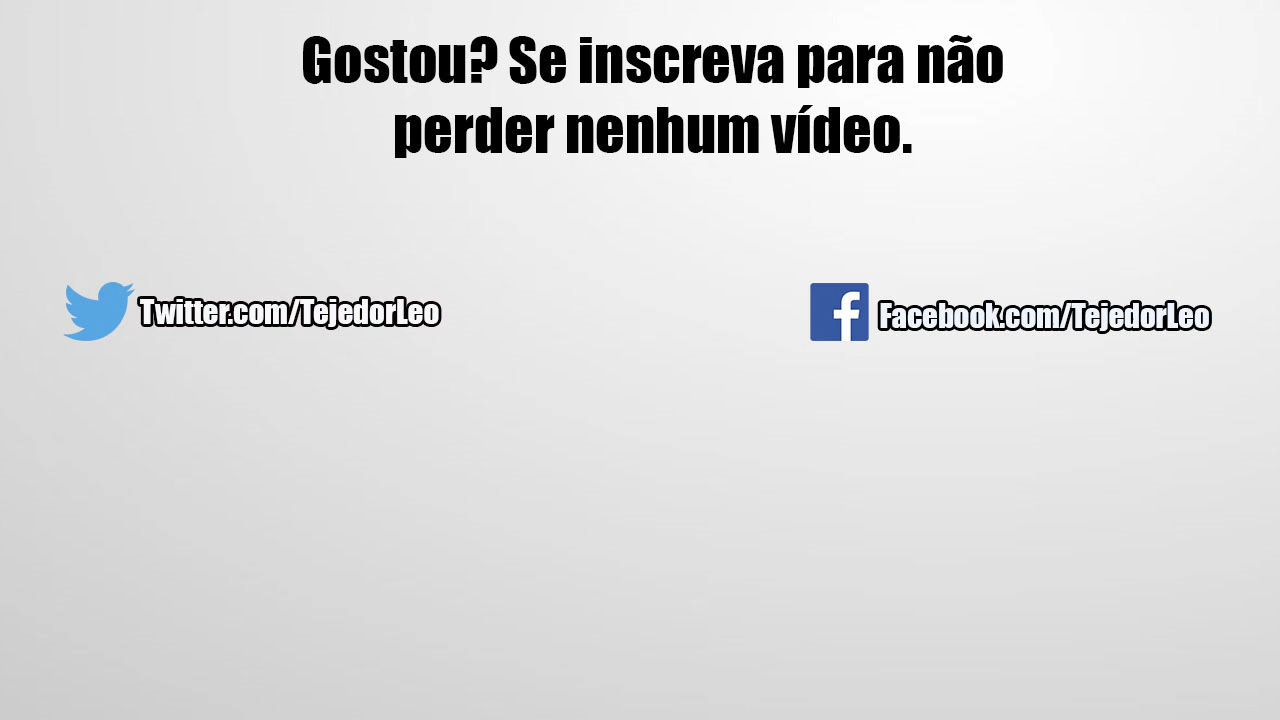 Gostou? Se inscreva para não
perder nenhum vídeo.
Twitter.com/TejedorLeo
Facebook.com/TejedorLeo